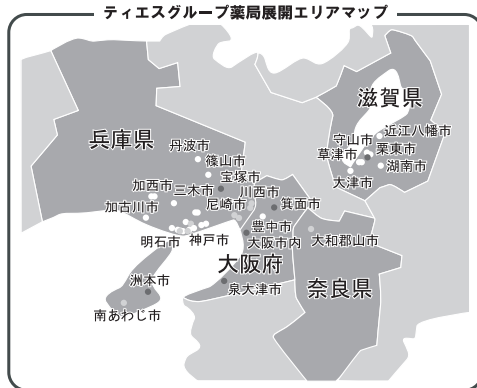 ティエスグループ薬局展開エリアマップ
滋賀県
兵庫県
守山市
近江八幡市
草津市
栗東市
湖南市
大津市
丹波市
篠山市
宝塚市
加西市
三木市
川西市
尼崎市
箕面市
加古川市
豊中市
明石市
神戸市
大阪市内
大和郡山市
大阪府
洲本市
泉大津市
奈良県
南あわじ市